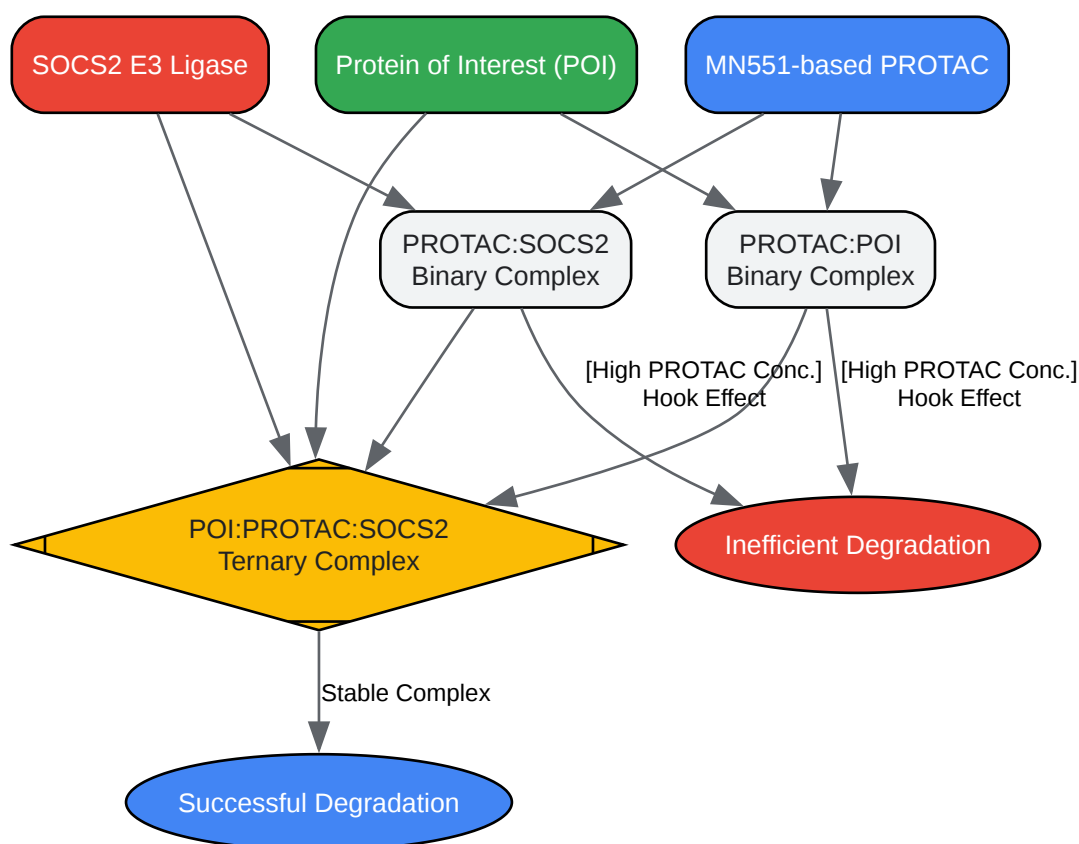 SOCS2 E3 Ligase
Protein of Interest (POI)
MN551-based PROTAC
PROTAC:SOCS2
Binary Complex
PROTAC:POI
Binary Complex
[High PROTAC Conc.]
Hook Effect
[High PROTAC Conc.]
Hook Effect
POI:PROTAC:SOCS2
Ternary Complex
Inefficient Degradation
Stable Complex
Successful Degradation